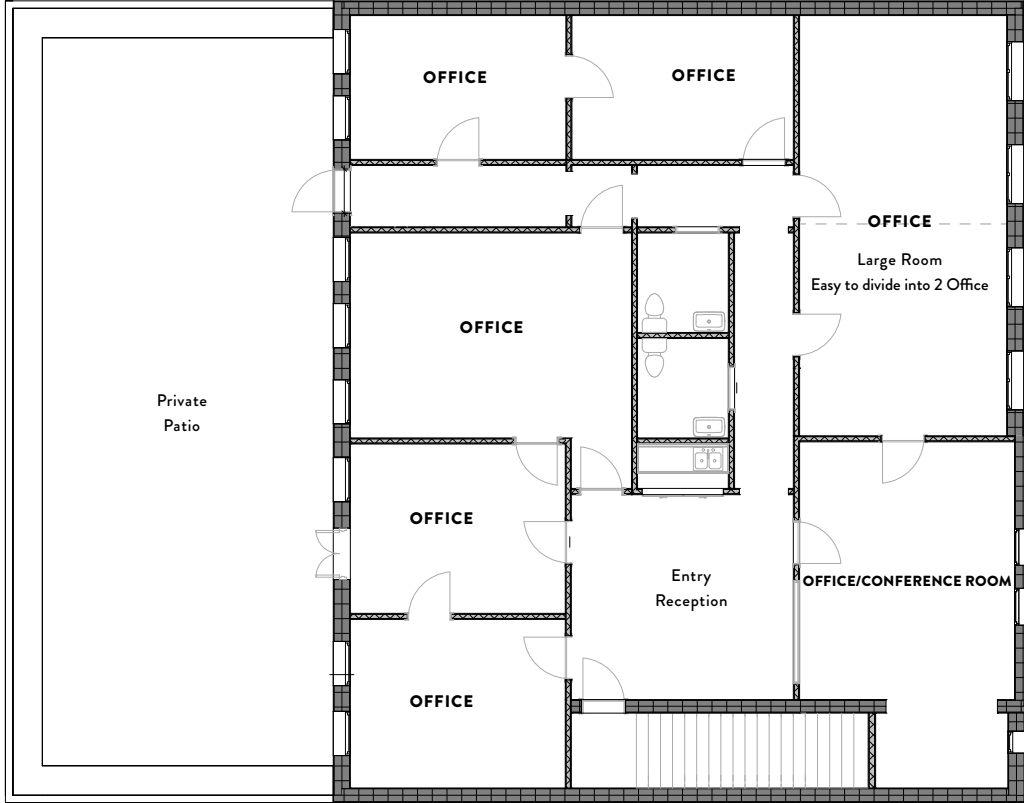 OFFICE
OFFICE
OFFICE
Large Room
Easy to divide into 2 Office
OFFICE
Private
Patio
OFFICE
Entry
Reception
OFFICE/CONFERENCE ROOM
OFFICE